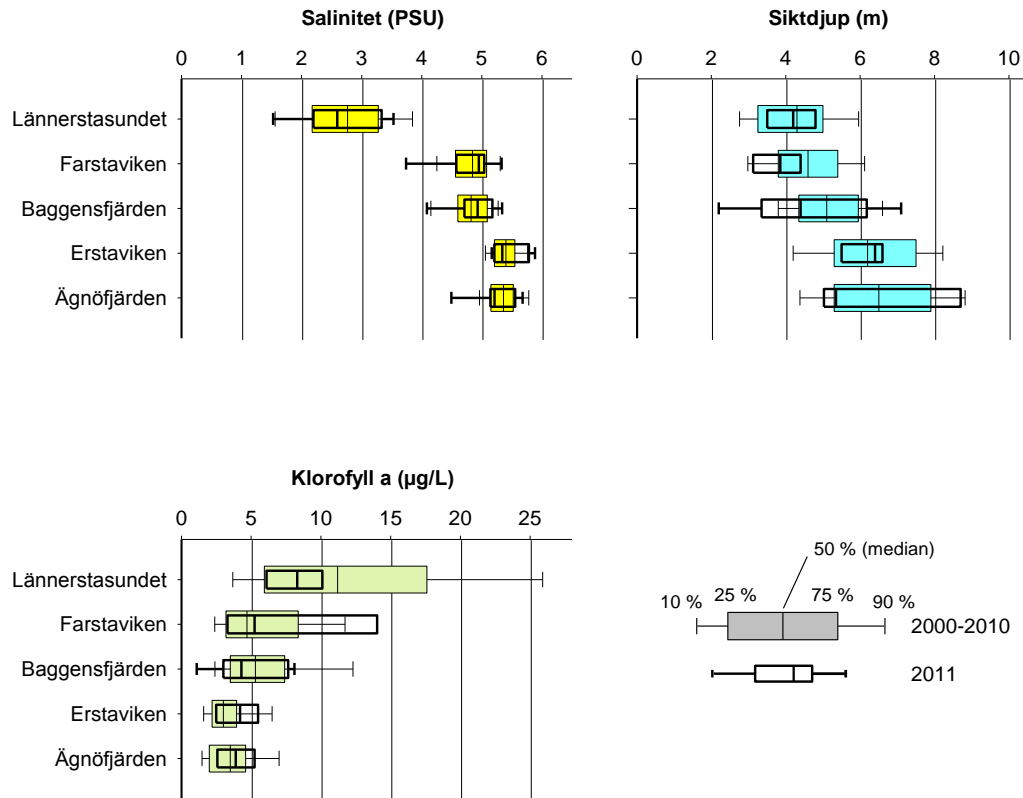 Salinitet (PSU)
0 1 2 3 4 5 6
Lännerstasundet
Farstaviken
Baggensfjärden
Erstaviken
Ägnöfjärden
Siktdjup (m)
0 2 4 6 8 10
Klorofyll a (µg/L)
0 5 10 15 20 25
Lännerstasundet
Farstaviken
Baggensfjärden
Erstaviken
Ägnöfjärden
50 % (median)
10 % 25 % 75 % 90 %
2000-2010
2011